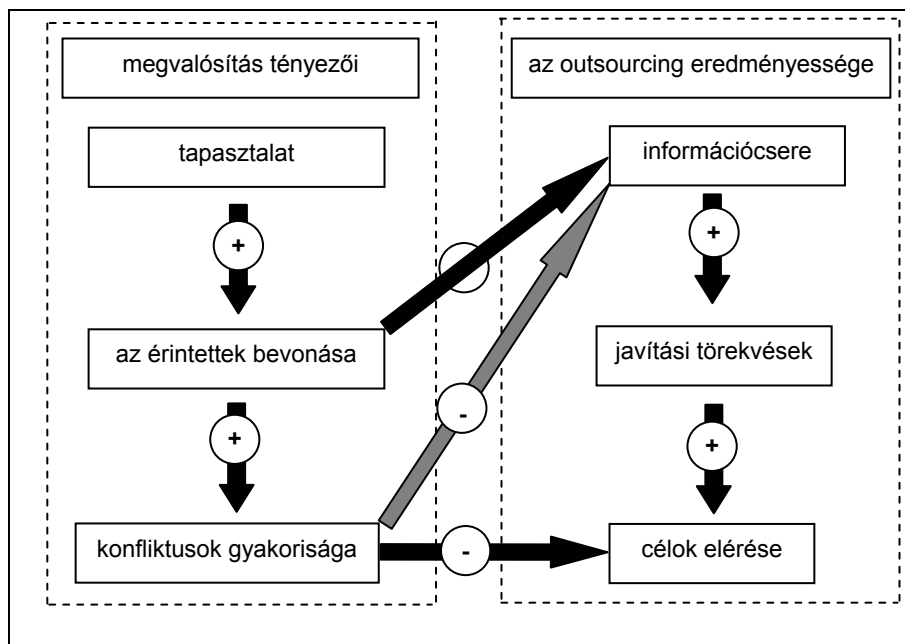 megvalósítás tényezői
az outsourcing eredményessége
tapasztalat
információcsere
+
+
az érintettek bevonása
javítási törekvések
-
+
+
konfliktusok gyakorisága
-
célok elérése